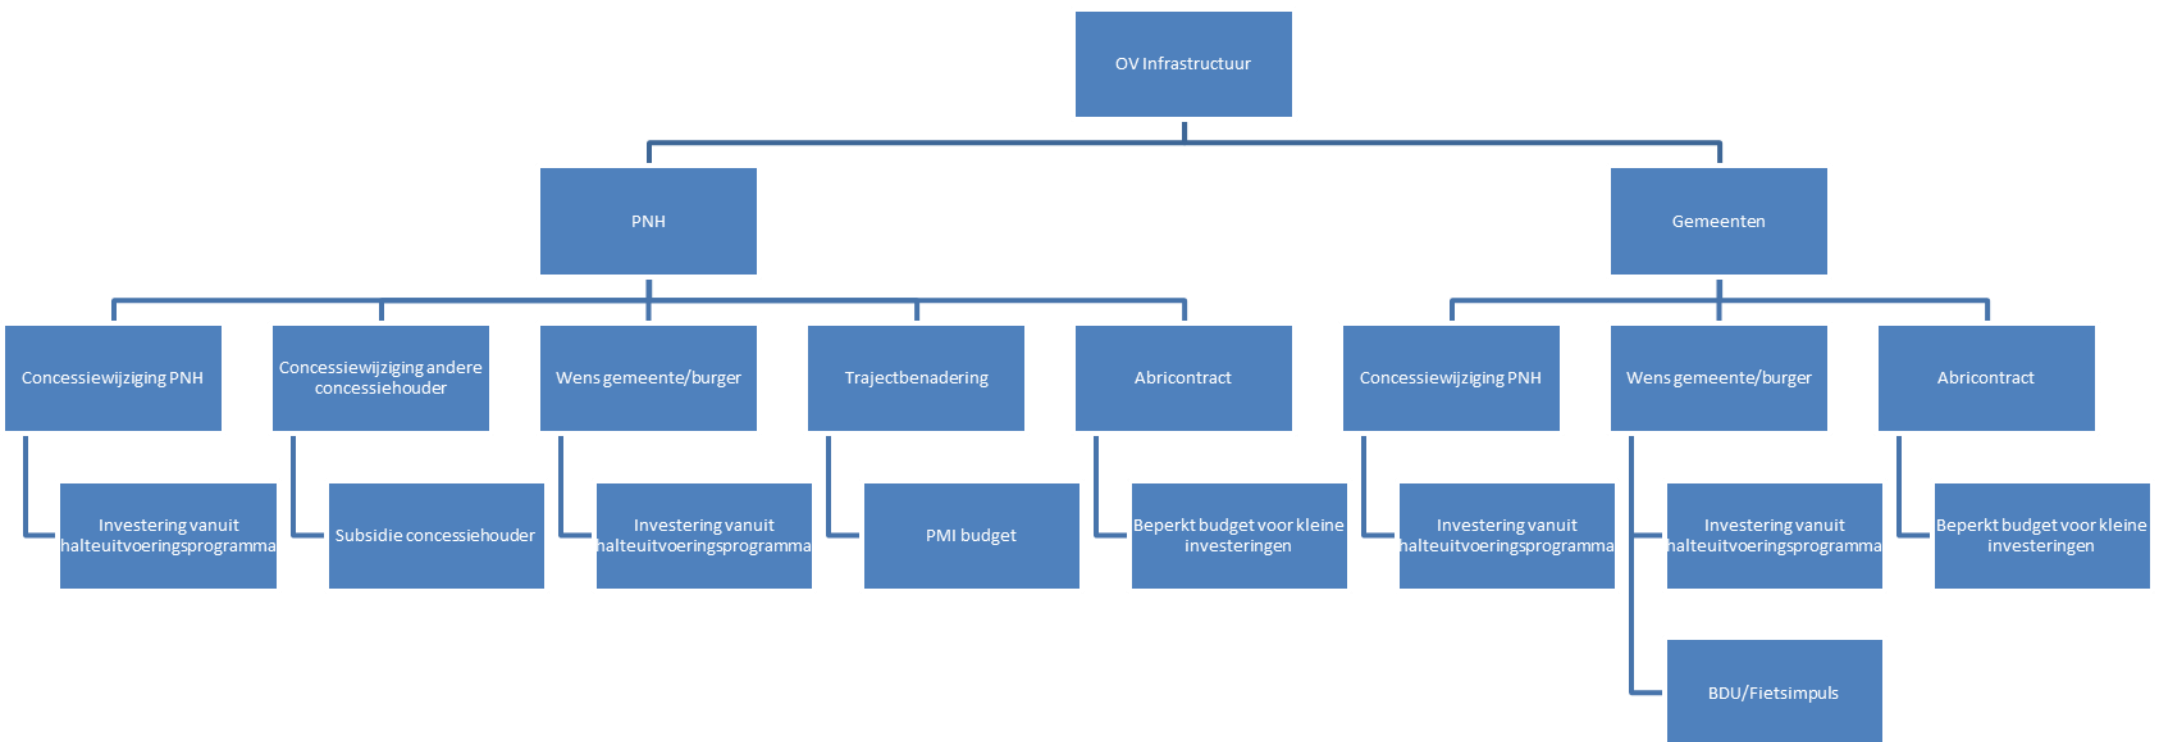 OV Infrastructuur
PNH
Gemeenten
Concessiewijziging PNH
Concessiewijziging andere
concessiehouder
Wens gemeente/burger
Trajectbenadering
Abricontract
Concessiewijziging PNH
Wens gemeente/burger
Abricontract
Investering vanuit
halteuitvoeringsprogramma
Subsidie concessiehouder
Investering vanuit
halteuitvoeringsprogramma
PMI budget
Beperkt budget voor kleine
investeringen
Investering vanuit
halteuitvoeringsprogramma
Investering vanuit
halteuitvoeringsprogramma
Beperkt budget voor kleine
investeringen
BDU/Fietsimpuls